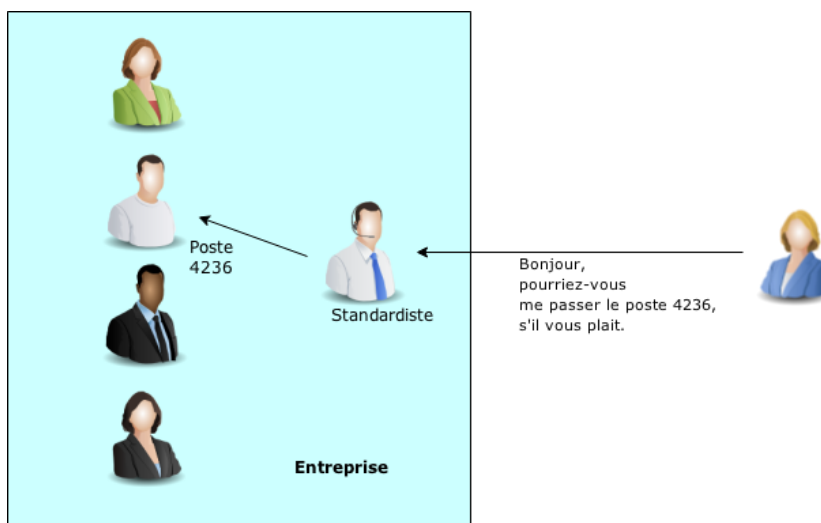 Poste
4236
Standardiste
Bonjour,
pourriez-vous
me passer le poste 4236,
s'il vous plait.
Entreprise